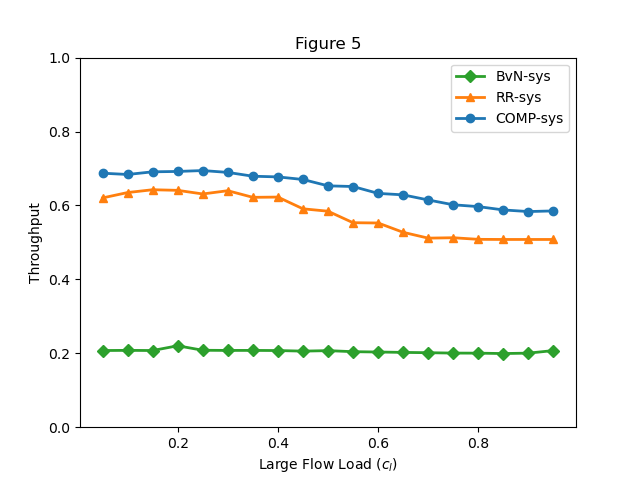 Figure 5
BvN-sys
RR-sys
COMP-sys
Throughput
1.0
0.8
0.6
0.4
0.2
0.0
0.2 0.4 0.6 0.8
Large Flow Load (c_l)